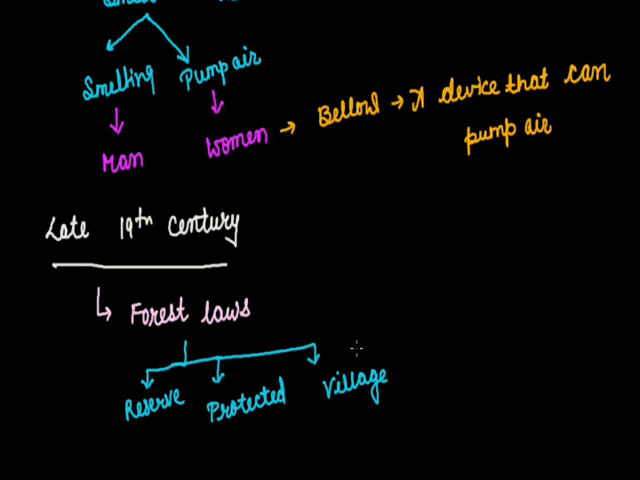 Smelting Pump air
Man Women → Bellows → A device that can
pump air
Late 19th century
Forest laws
Reserve Protected Village